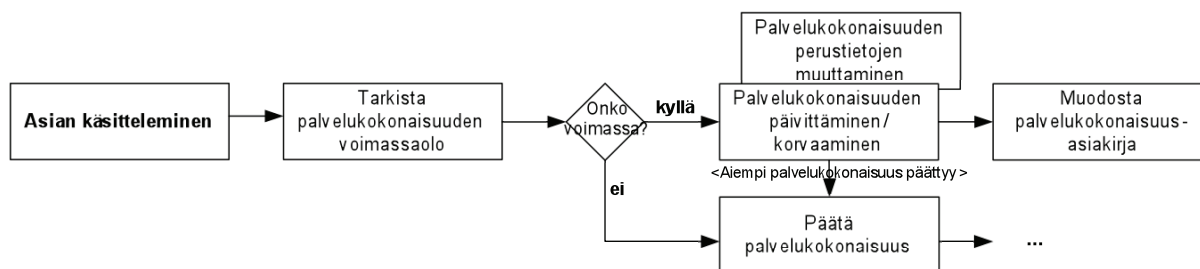 Asian käsitteleminen
Tarkista
palvelukokonaisuuden
voimassaolo
Onko
voimassa?
kyllä
ei
Palvelukokonaisuuden
perustietojen
muuttaminen
Palvelukokonaisuuden
päivittäminen /
korvaaminen
<Aiempi palvelukokonaisuus päättyy >
Muodosta
palvelukokonaisuus-
asiakirja
Päätä
palvelukokonaisuus
...